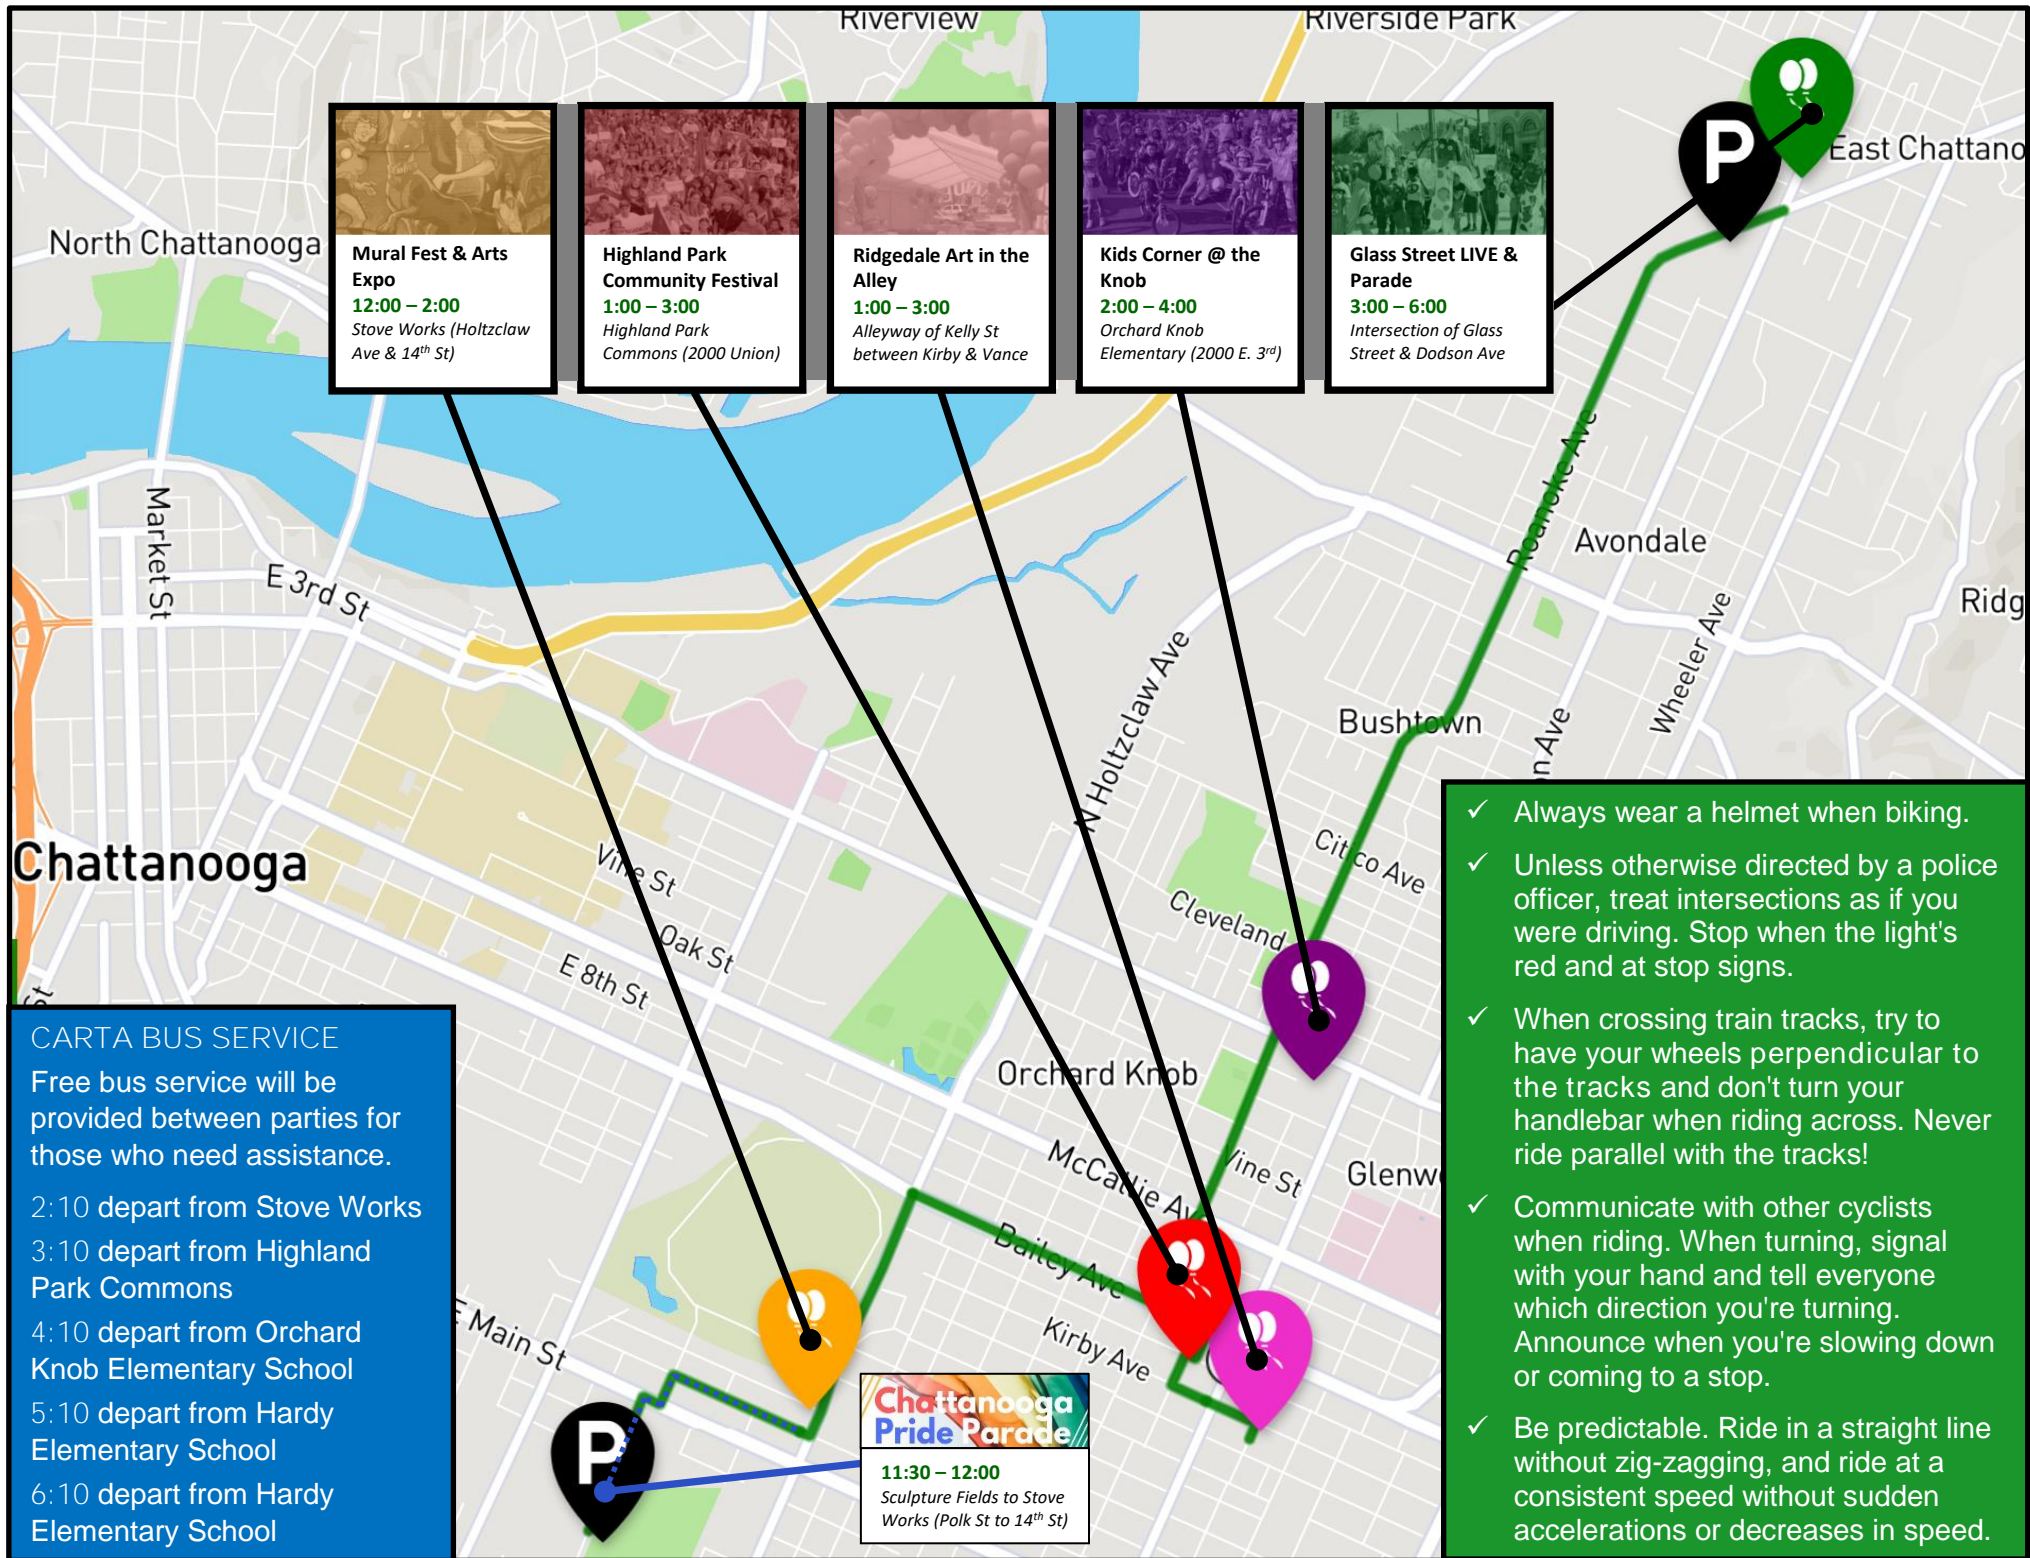 Riverview
Riverside Park
East Chattano
North Chattanooga
Mural Fest & Arts
Expo
12:00 – 2:00
Stove Works (Holtzclaw
Ave & 14th St)
Highland Park
Community Festival
1:00 – 3:00
Highland Park
Commons (2000 Union)
Ridgedale Art in the
Alley
1:00 – 3:00
Alleyway of Kelly St
between Kirby & Vance
Kids Corner @ the
Knob
2:00 – 4:00
Orchard Knob
Elementary (2000 E. 3rd)
Glass Street LIVE &
Parade
3:00 – 6:00
Intersection of Glass
Street & Dodson Ave
P
Market St
E 3rd St
Roanoke Ave
Avondale
Ridg
Wheeler Ave
N Holtzclaw Ave
Bushtown
on Ave
Chattanooga
Vine St
Oak St
E 8th St
Citico Ave
Cleveland
Orchard Knob
McCallie Av
Vine St
Glenw
Bailey Ave
Kirby Ave
E Main St
St
P
CARTA BUS SERVICE
Free bus service will be
provided between parties for
those who need assistance.
2:10 depart from Stove Works
3:10 depart from Highland
Park Commons
4:10 depart from Orchard
Knob Elementary School
5:10 depart from Hardy
Elementary School
6:10 depart from Hardy
Elementary School
Chattanooga
Pride Parade
11:30 – 12:00
Sculpture Fields to Stove
Works (Polk St to 14th St)
✓ Always wear a helmet when biking.
✓ Unless otherwise directed by a police
officer, treat intersections as if you
were driving. Stop when the light's
red and at stop signs.
✓ When crossing train tracks, try to
have your wheels perpendicular to
the tracks and don't turn your
handlebar when riding across. Never
ride parallel with the tracks!
✓ Communicate with other cyclists
when riding. When turning, signal
with your hand and tell everyone
which direction you're turning.
Announce when you're slowing down
or coming to a stop.
✓ Be predictable. Ride in a straight line
without zig-zagging, and ride at a
consistent speed without sudden
accelerations or decreases in speed.